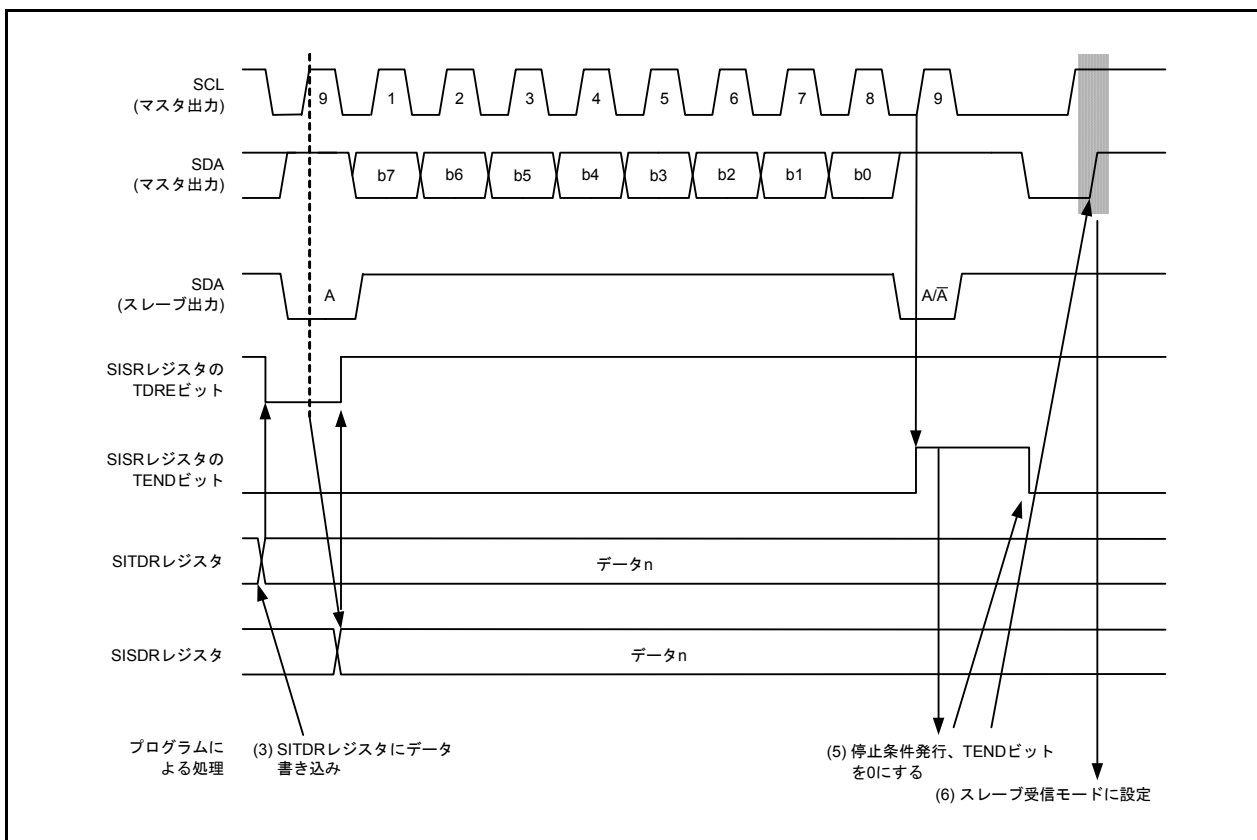 SCL
(マスタ出力)
9
1
2
3
4
5
6
7
8
9
SDA
(マスタ出力)
b7
b6
b5
b4
b3
b2
b1
b0
SDA
(スレーブ出力)
A
A/A̅
SISRレジスタの
TDREビット
SISRレジスタの
TENDビット
SITDRレジスタ
データn
SISDRレジスタ
データn
プログラムに
よる処理
(3) SITDRレジスタにデータ
書き込み
(5) 停止条件発行、TENDビット
を0にする
(6) スレーブ受信モードに設定